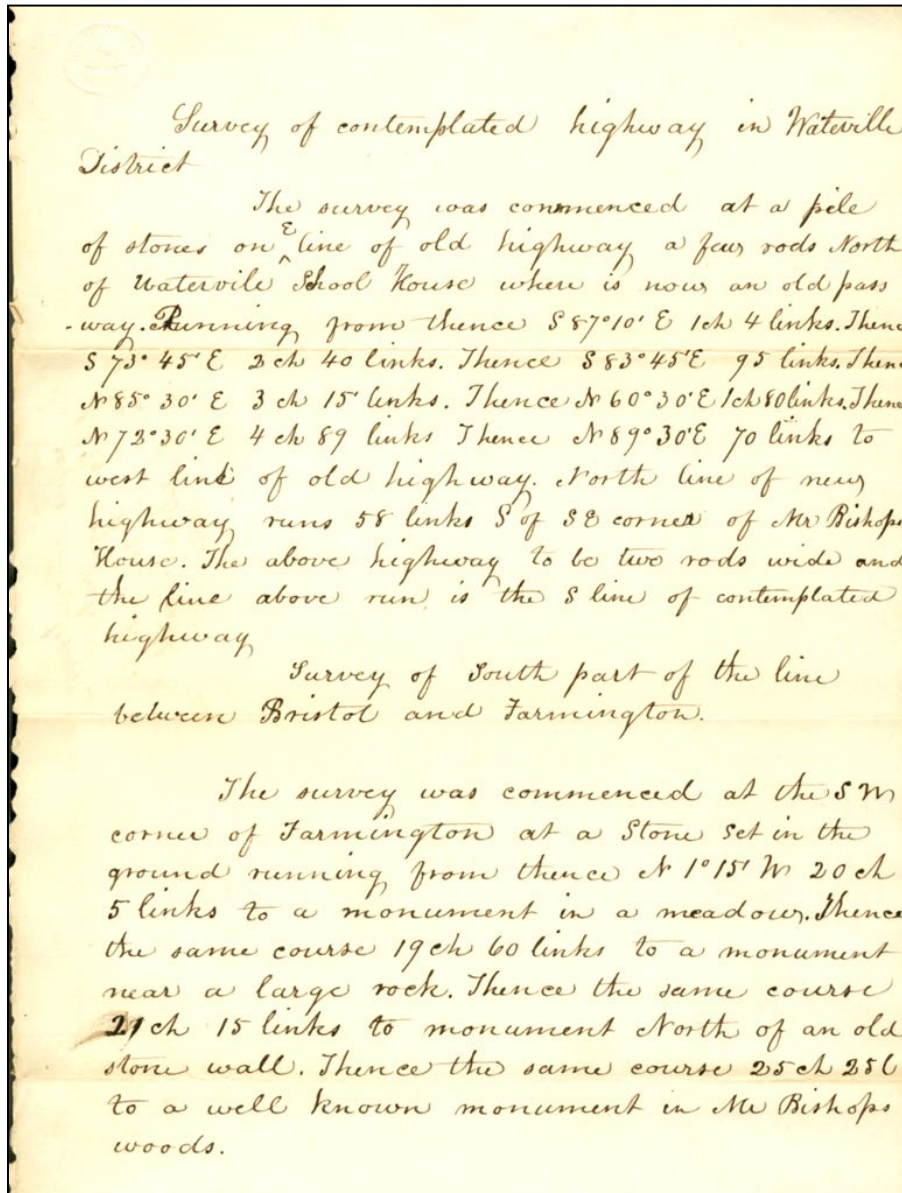 Survey of contemplated highway in Waterville
District
The survey was commenced at a pile
of stones on E line of old highway a few rods North
of Watervile School House where is now an old pass
-way. Running from thence S 87° 10' E 1ch 4 links. Thence
S 73° 45' E 2 ch 40 links. Thence S 83° 45' E 95 links. Thence
N 85° 30' E 3 ch 15 links. Thence N 60° 30' E 1 ch 80 links. Thence
N 72° 30' E 4 ch 89 links Thence N 89° 30' E 70 links to
west line of old highway. North line of new
highway runs 58 links S of SE corner of Mr Bishops
House. The above highway to be two rods wide and
the line above run is the S line of contemplated
highway
Survey of South part of the line
between Bristol and Farmington.
The survey was commenced at the S W
corner of Farmington at a Stone Set in the
ground running from thence N 1° 15' W 20 ch
5 links to a monument in a meadow. Thence
the same course 19 ch 60 links to a monument
near a large rock. Thence the same course
21 ch 15 links to monument North of an old
stone wall. Thence the same course 25 ch 25 l
to a well known monument in Mr Bishops
woods.